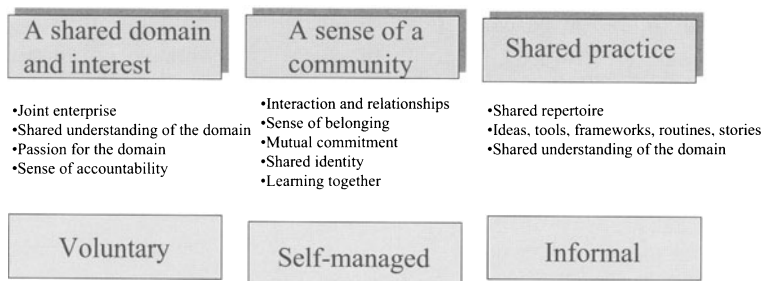 A shared domain
and interest
•Joint enterprise
•Shared understanding of the domain
•Passion for the domain
•Sense of accountability
A sense of a
community
•Interaction and relationships
•Sense of belonging
•Mutual commitment
•Shared identity
•Learning together
Shared practice
•Shared repertoire
•Ideas, tools, frameworks, routines, stories
•Shared understanding of the domain
Voluntary
Self-managed
Informal